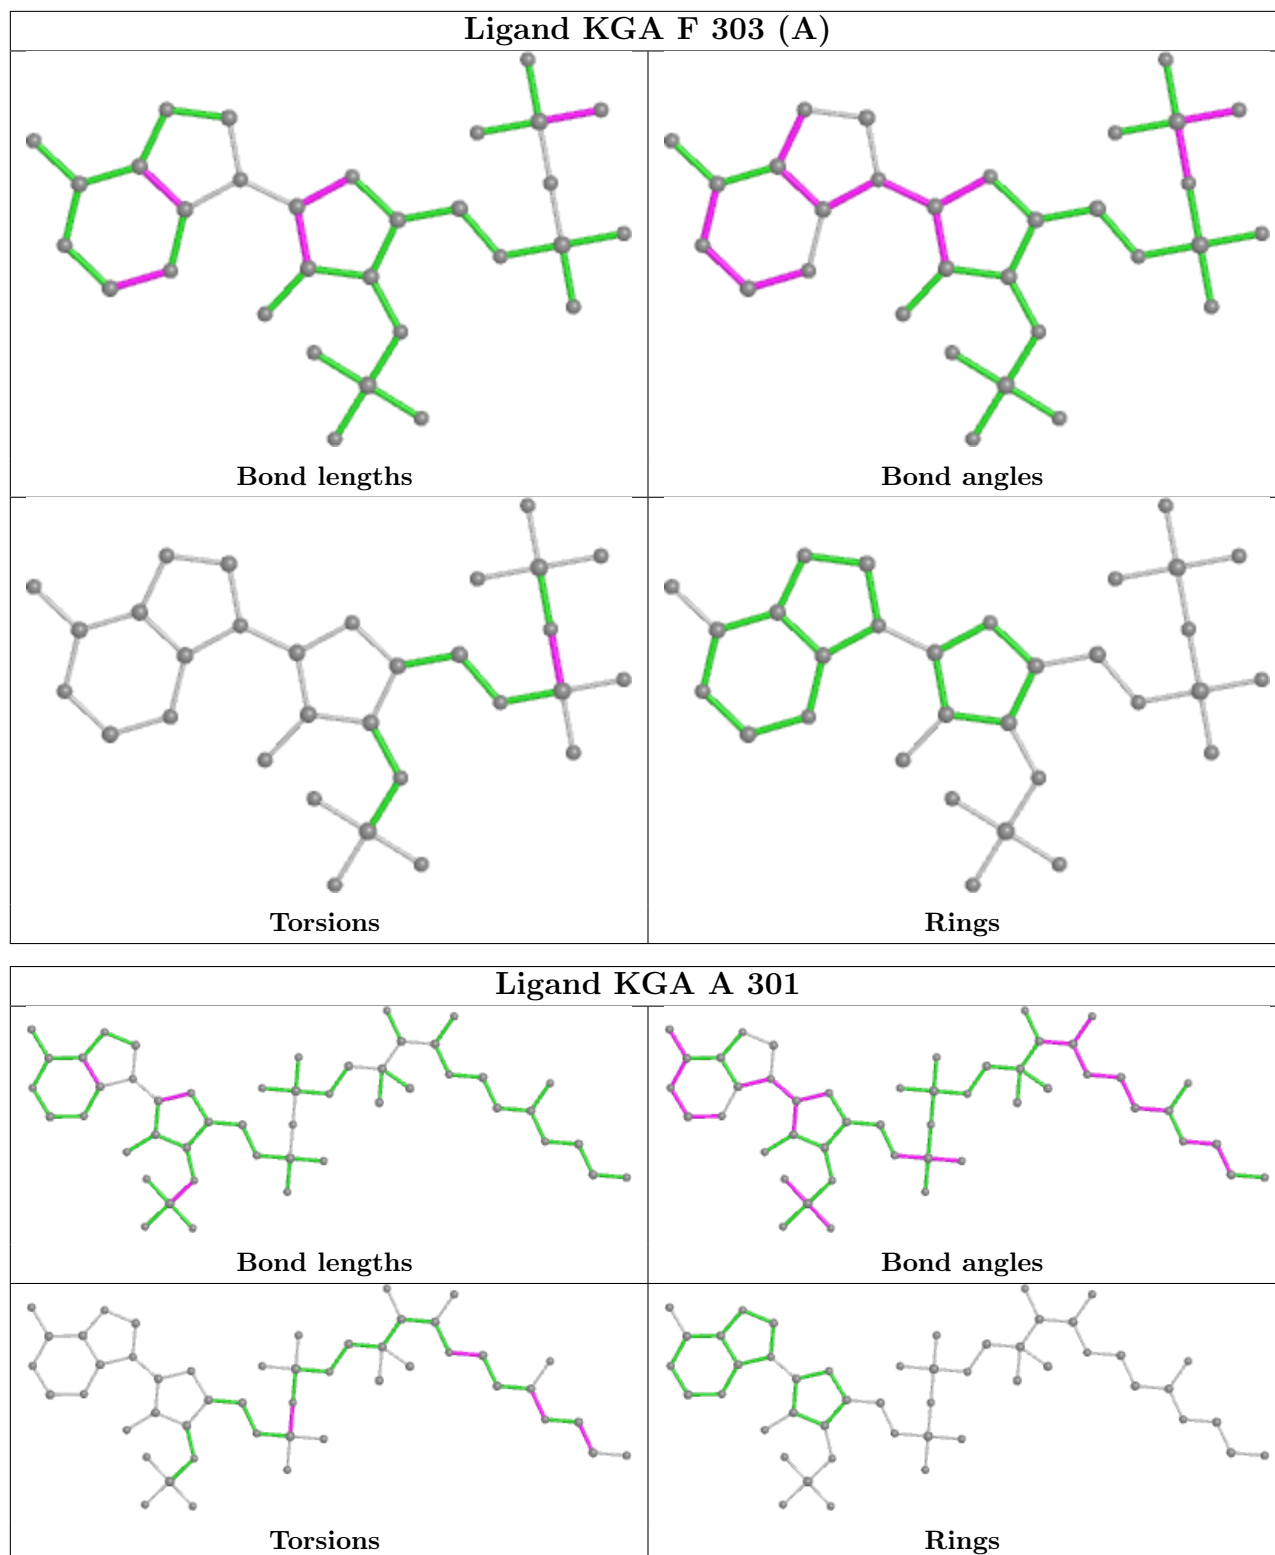 Ligand KGA F 303 (A)
Bond lengths
Bond angles
Torsions
Rings
Ligand KGA A 301
Bond lengths
Bond angles
Torsions
Rings